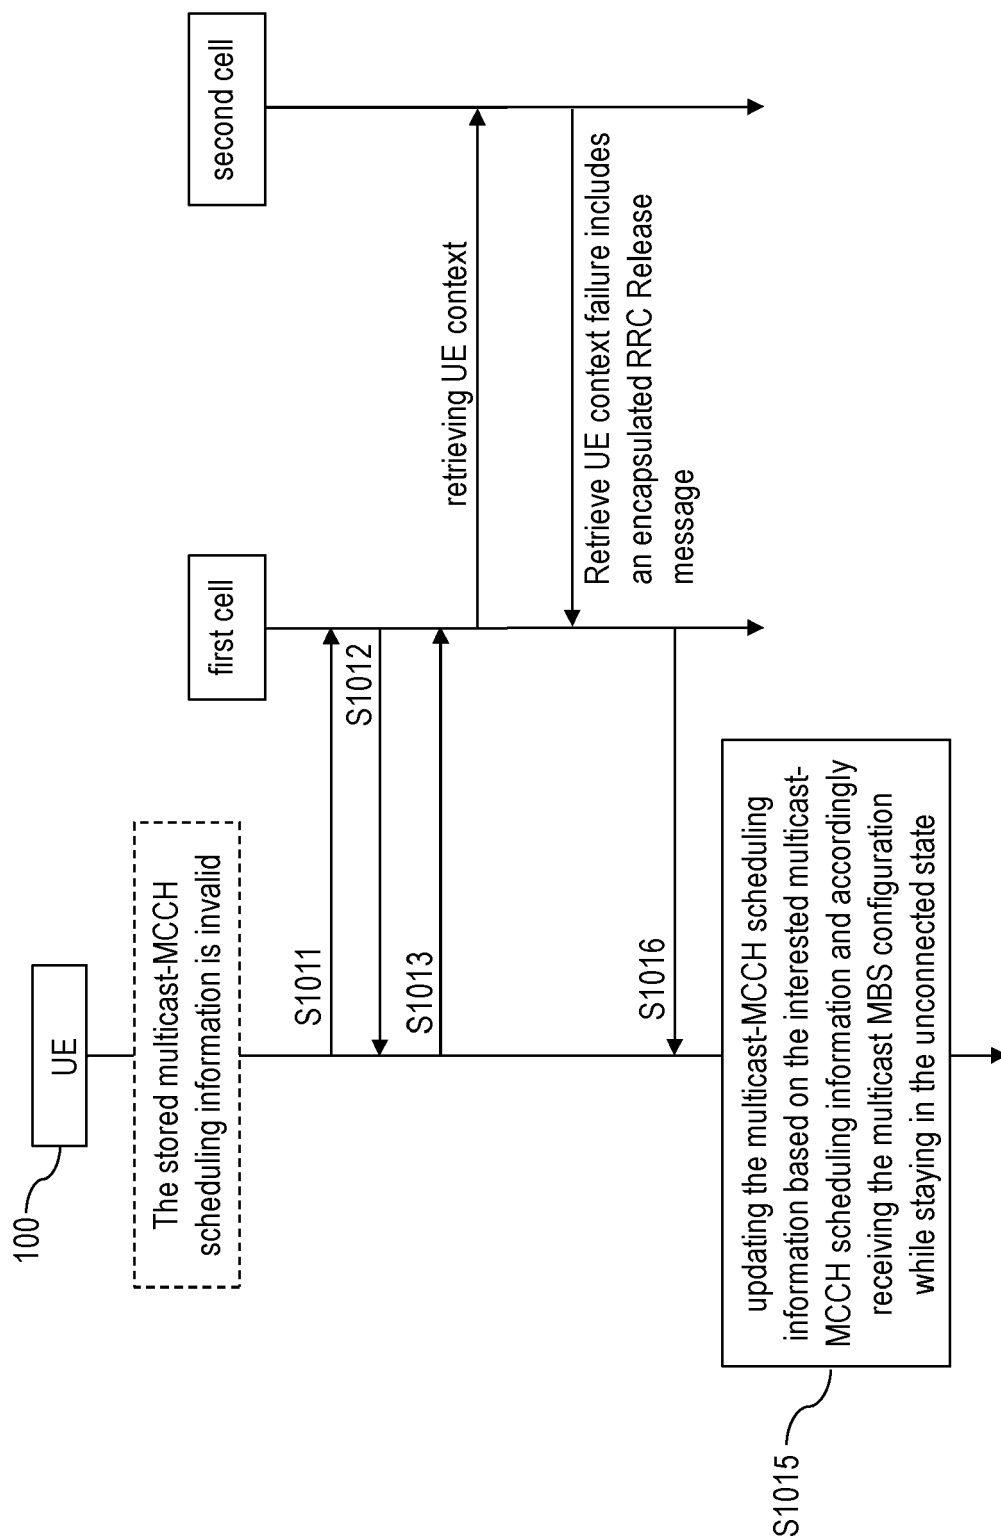 100
UE
first cell
second cell
The stored multicast-MCCH
scheduling information is invalid
S1011
S1012
S1013
retrieving UE context
Retrieve UE context failure includes
an encapsulated RRC Release
message
S1016
updating the multicast-MCCH scheduling
information based on the interested multicast-
MCCH scheduling information and accordingly
receiving the multicast MBS configuration
while staying in the unconnected state
S1015